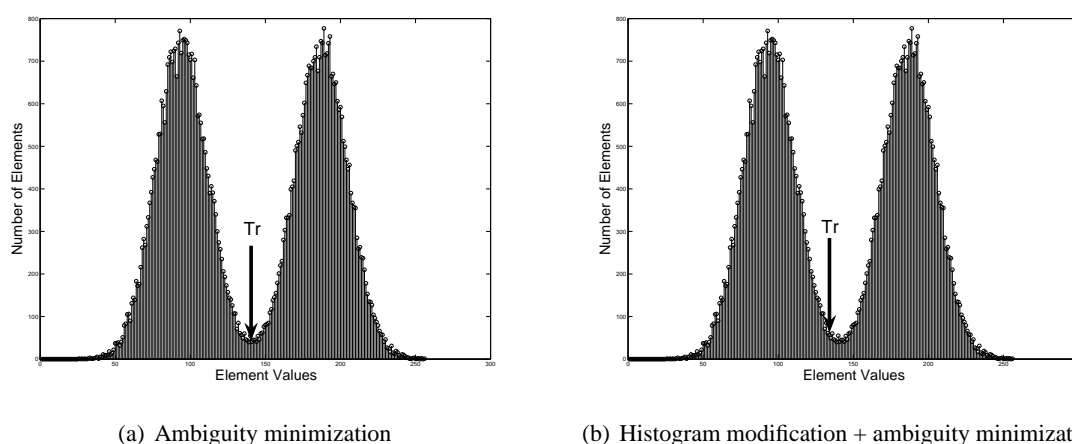 800
700
600
500
400
300
200
100
0
Number of Elements
Tr
0 50 100 150 200 250 300
Element Values
(a) Ambiguity minimization
800
700
600
500
400
300
200
100
0
Number of Elements
Tr
0 50 100 150 200 250
Element Values
(b) Histogram modification + ambiguity minimizat